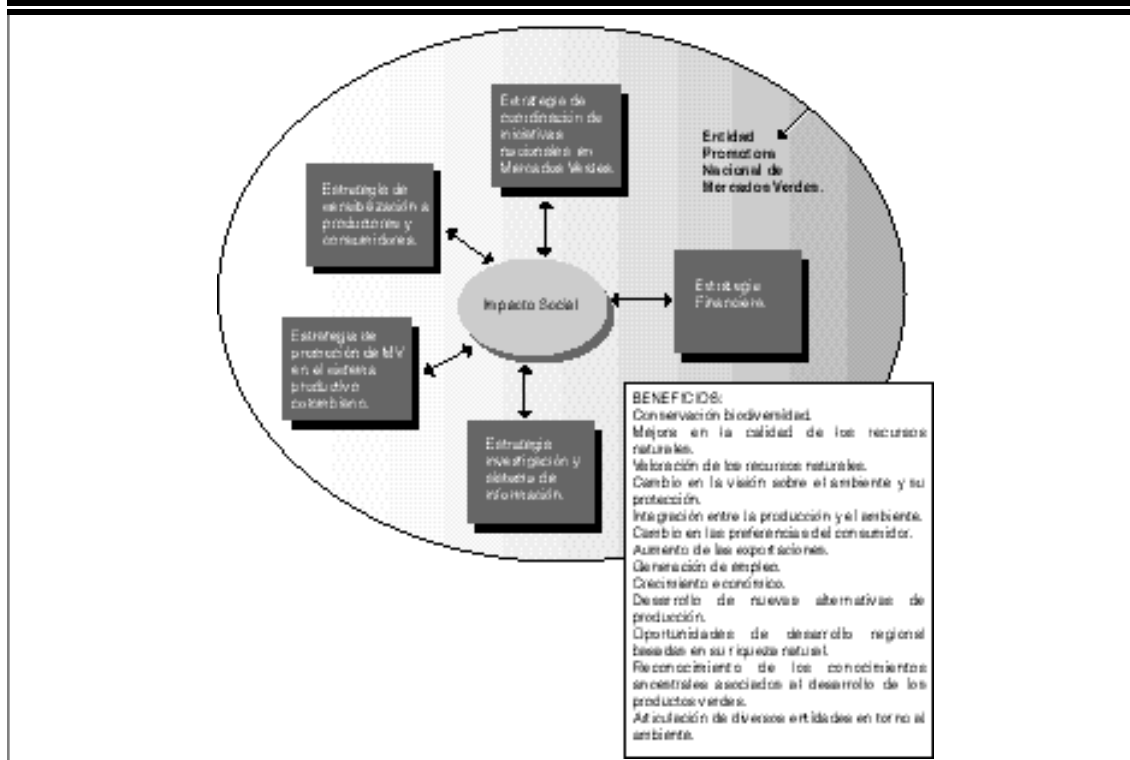 Estrategia de
coordinación de
iniciativas
nacionales en
Mercados Verdes.
Entidad
Promotora
Nacional de
Mercados Verdes.
Estrategia de
sensibilización a
productores y
consumidores.
Impacto Social
Estrategia
Financiera.
Estrategia de
promoción de MV
en el sistema
productivo
colombiano.
Estrategia
investigación y
sistema de
información.
BENEFICIOS:
Conservación biodiversidad.
Mejora en la calidad de los recursos
naturales.
Valoración de los recursos naturales.
Cambio en la visión sobre el ambiente y su
protección.
Integración entre la producción y el ambiente.
Cambio en las preferencias del consumidor.
Aumento de las exportaciones.
Generación de empleo.
Crecimiento económico.
Desarrollo de nuevas alternativas de
producción.
Oportunidades de desarrollo regional
basadas en su riqueza natural.
Reconocimiento de los conocimientos
ancentrales asociados al desarrollo de los
productos verdes.
Articulación de diversos entidades en torno al
ambiente.